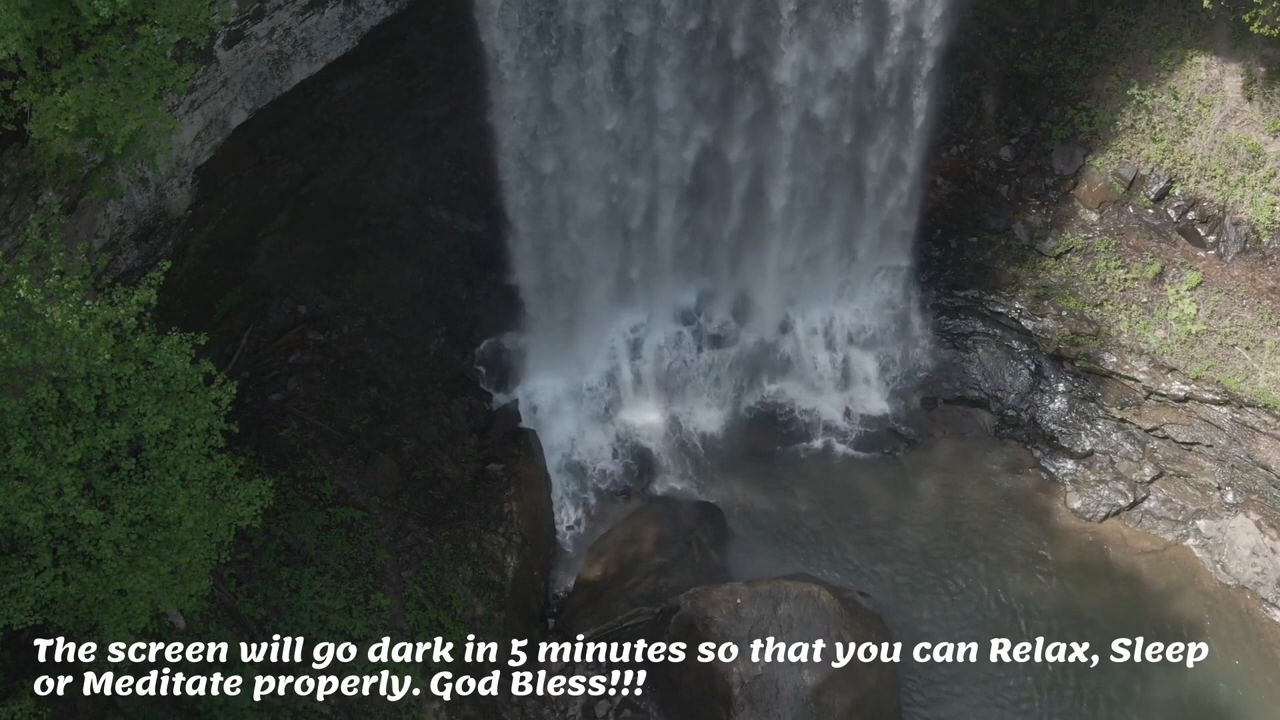 The screen will go dark in 5 minutes so that you can Relax, Sleep
or Meditate properly. God Bless!!!